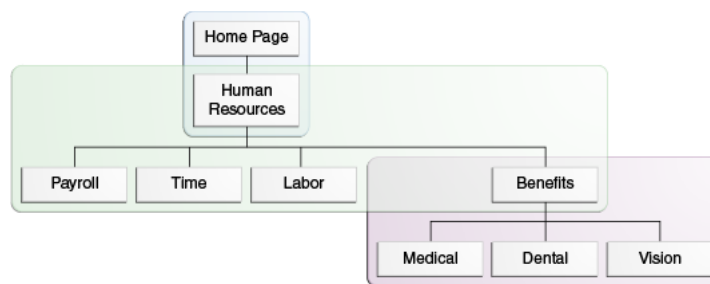 Home Page
Human
Resources
Payroll
Time
Labor
Benefits
Medical
Dental
Vision